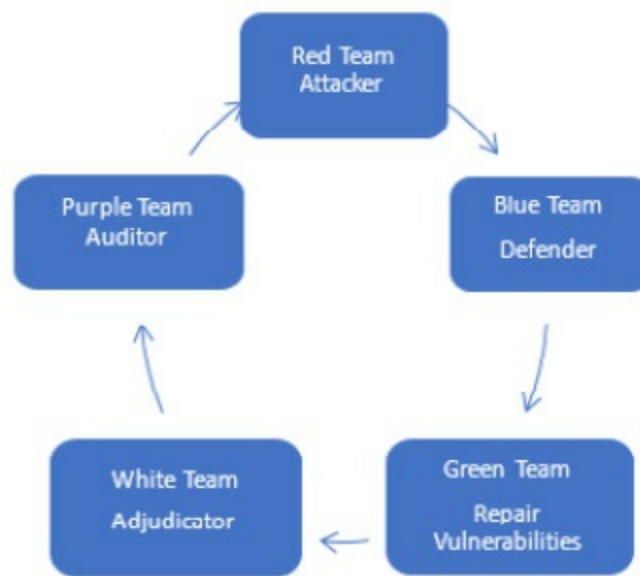 Red Team
Attacker
Blue Team
Defender
Green Team
Repair
Vulnerabilities
White Team
Adjudicator
Purple Team
Auditor